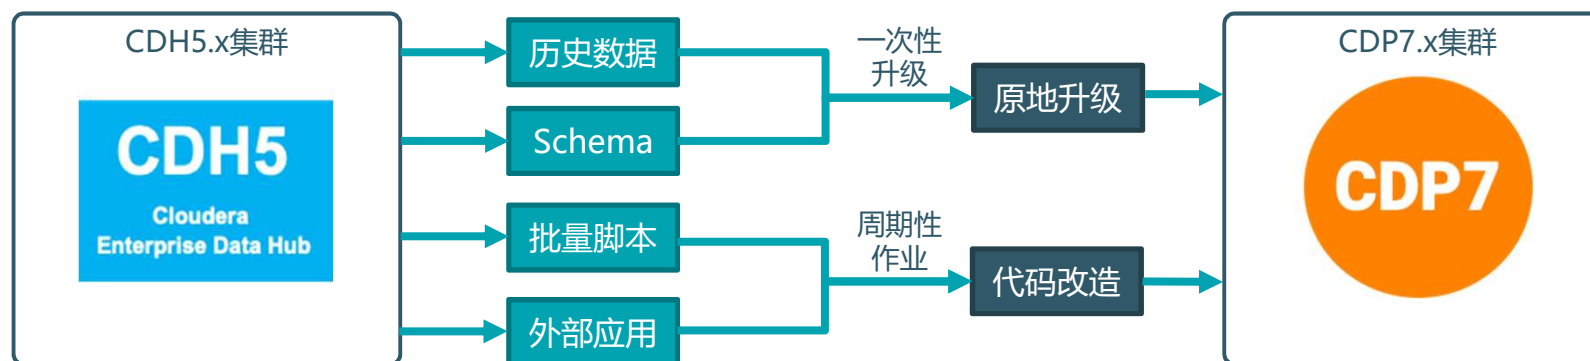 CDH5.x集群
CDH5
Cloudera
Enterprise Data Hub
历史数据
Schema
批量脚本
外部应用
一次性
升级
周期性
作业
原地升级
代码改造
CDP7.x集群
CDP7